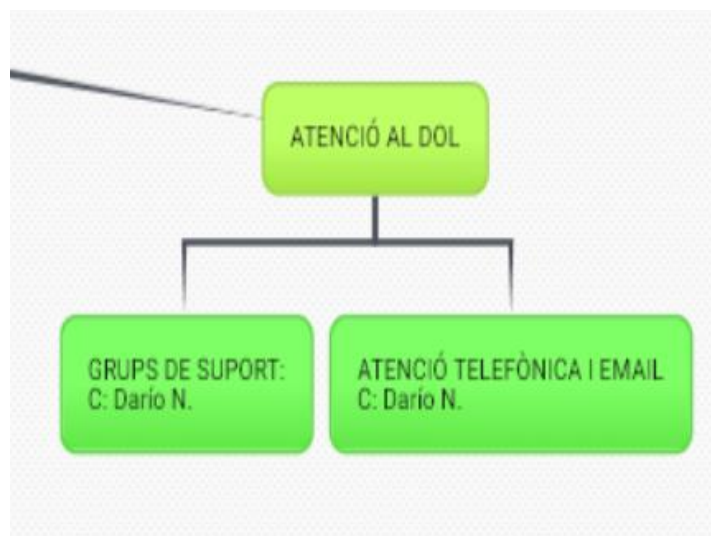 ATENCIÓ AL DOL
GRUPS DE SUPORT:
C: Darío N.
ATENCIÓ TELEFÒNICA I EMAIL
C: Darío N.